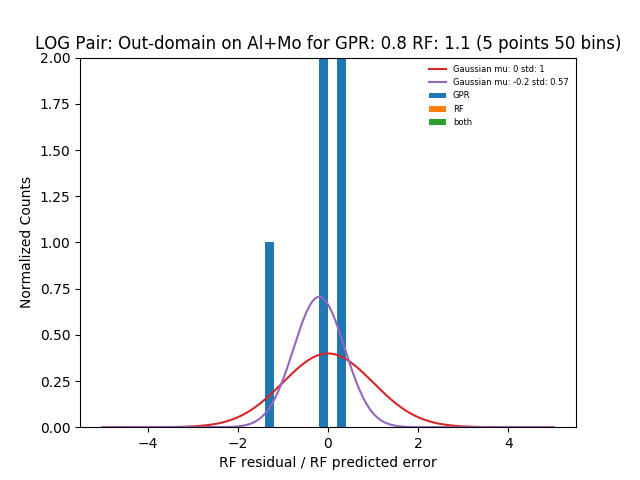 LOG Pair: Out-domain on Al+Mo for GPR: 0.8 RF: 1.1 (5 points 50 bins)
2.00
1.75
1.50
1.25
1.00
0.75
0.50
0.25
0.00
Normalized Counts
Gaussian mu: 0 std: 1
Gaussian mu: -0.2 std: 0.57
GPR
RF
both
−4 −2 0 2 4
RF residual / RF predicted error